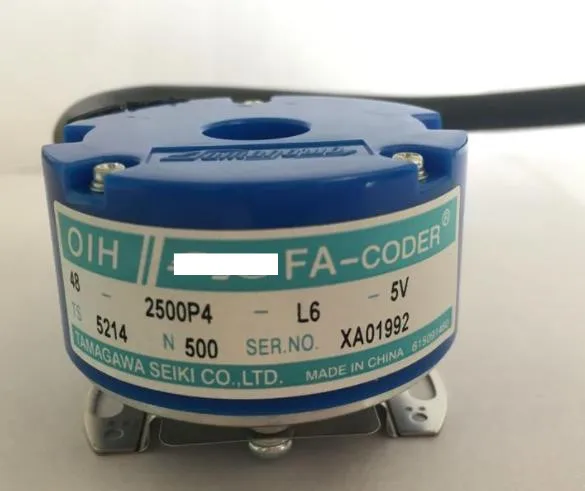 Tamagawa
OIH FA-CODER®
48 - 2500P4 - L6 - 5V
TS 5214 N 500 SER.NO. XA01992
TAMAGAWA SEIKI CO.,LTD. MADE IN CHINA